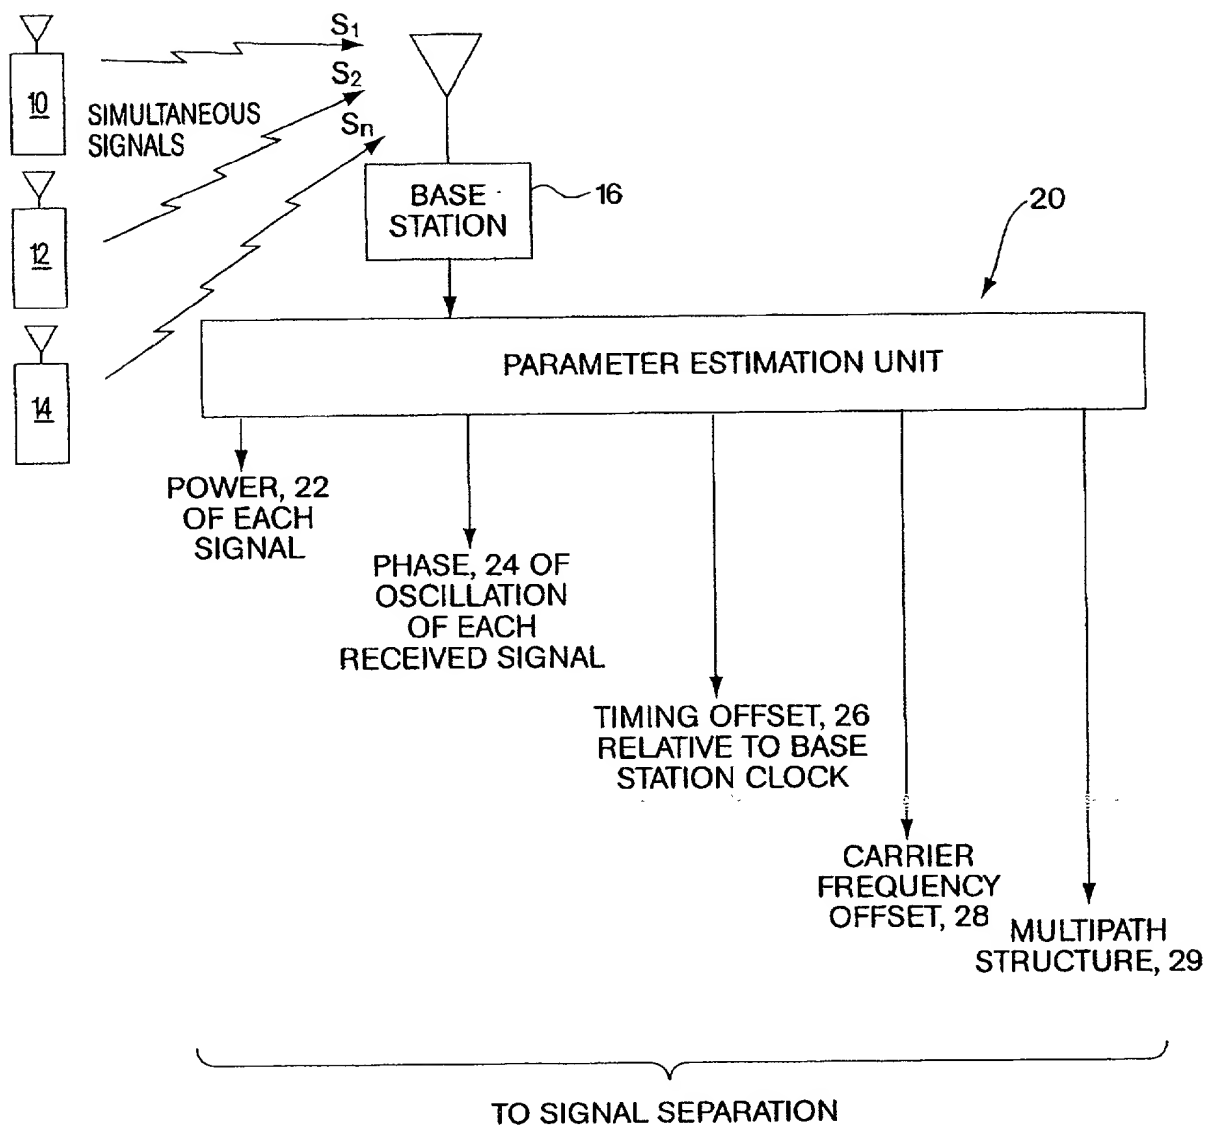 S1
10
SIMULTANEOUS
SIGNALS
S2
Sn
BASE
STATION
16
12
20
14
PARAMETER ESTIMATION UNIT
POWER, 22
OF EACH
SIGNAL
PHASE, 24 OF
OSCILLATION
OF EACH
RECEIVED SIGNAL
TIMING OFFSET, 26
RELATIVE TO BASE
STATION CLOCK
CARRIER
FREQUENCY
OFFSET, 28
MULTIPATH
STRUCTURE, 29
TO SIGNAL SEPARATION